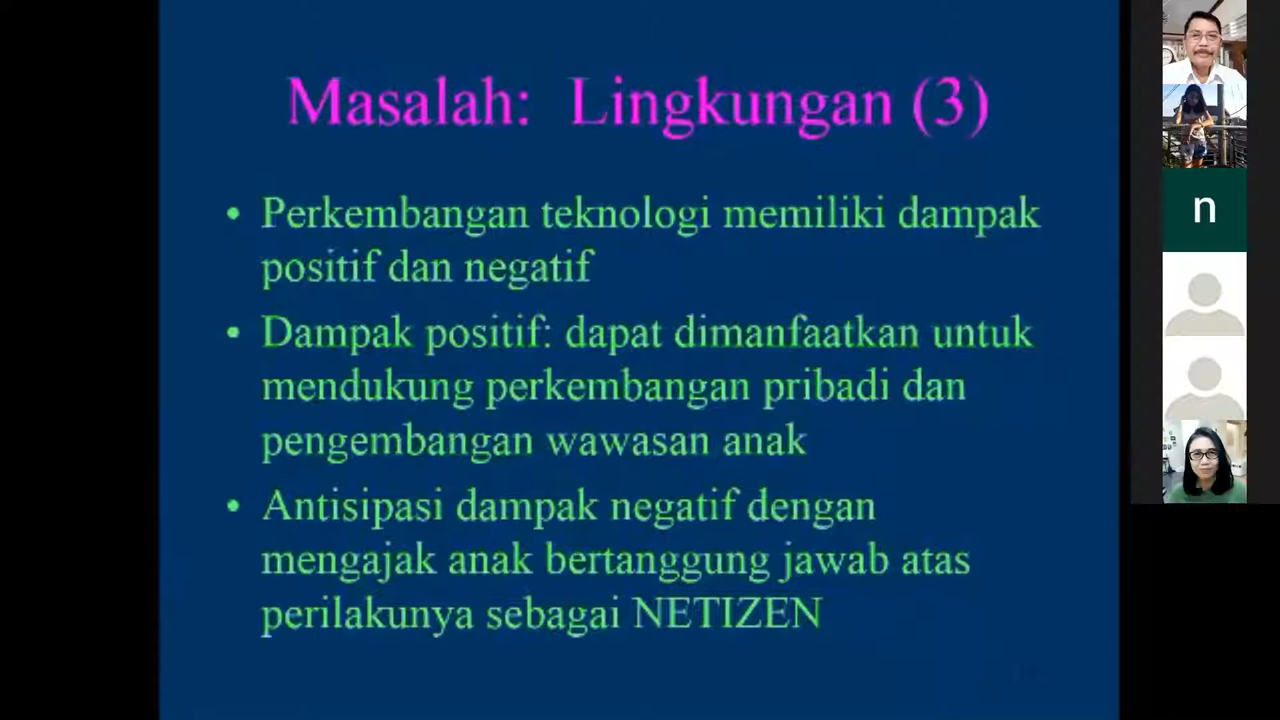 Masalah: Lingkungan (3)
• Perkembangan teknologi memiliki dampak
positif dan negatif
• Dampak positif: dapat dimanfaatkan untuk
mendukung perkembangan pribadi dan
pengembangan wawasan anak
• Antisipasi dampak negatif dengan
mengajak anak bertanggung jawab atas
perilakunya sebagai NETIZEN
n